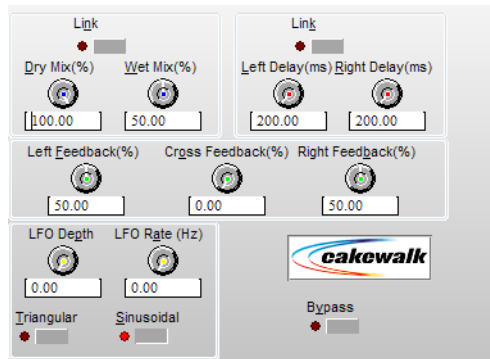 Link
Link
Dry Mix(%) Wet Mix(%)
Left Delay(ms) Right Delay(ms)
100.00 50.00
200.00 200.00
Left Feedback(%) Cross Feedback(%) Right Feedback(%)
50.00 0.00 50.00
LFO Depth LFO Rate (Hz)
0.00 0.00
cakewalk
Triangular Sinusoidal
Bypass